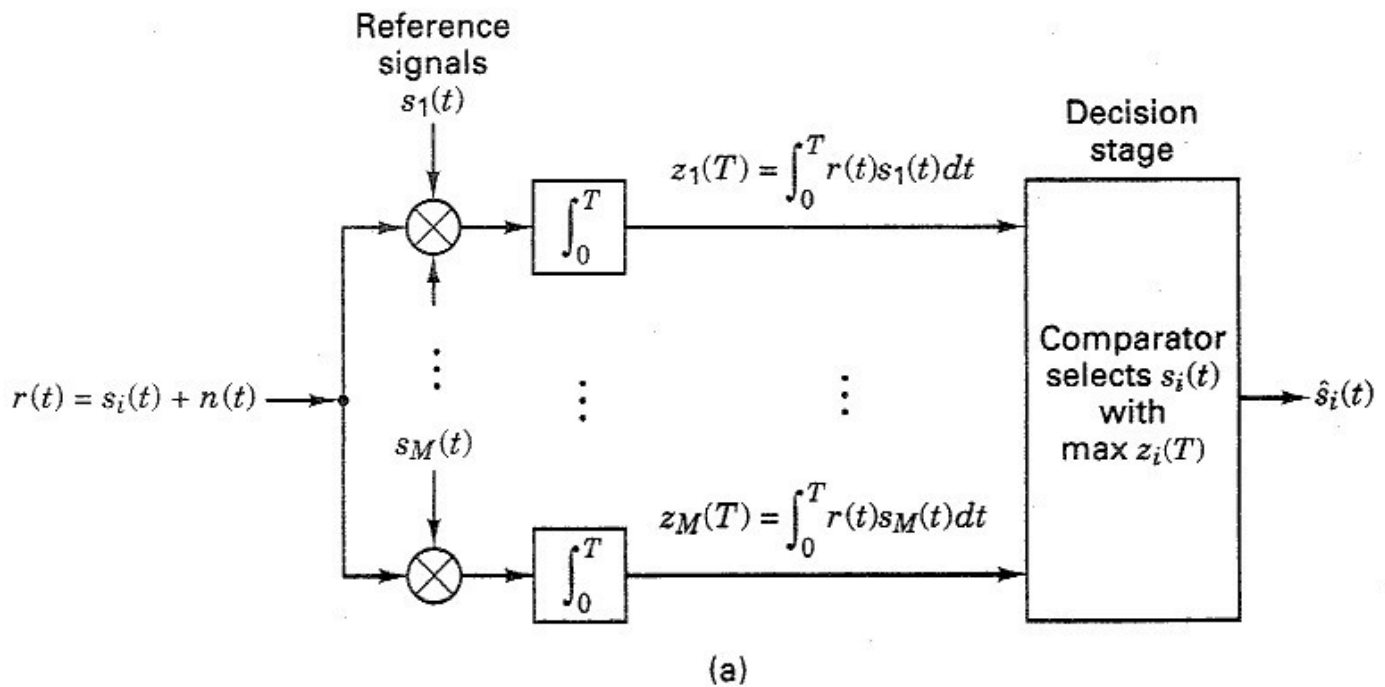 Reference
signals
s₁(t)
Decision
stage
z₁(T) = ∫₀ᵀ r(t)s₁(t)dt
∫₀ᵀ
r(t) = sᵢ(t) + n(t)
Comparator
selects sᵢ(t)
with
max zᵢ(T)
ŝᵢ(t)
s_M(t)
z_M(T) = ∫₀ᵀ r(t)s_M(t)dt
∫₀ᵀ
(a)